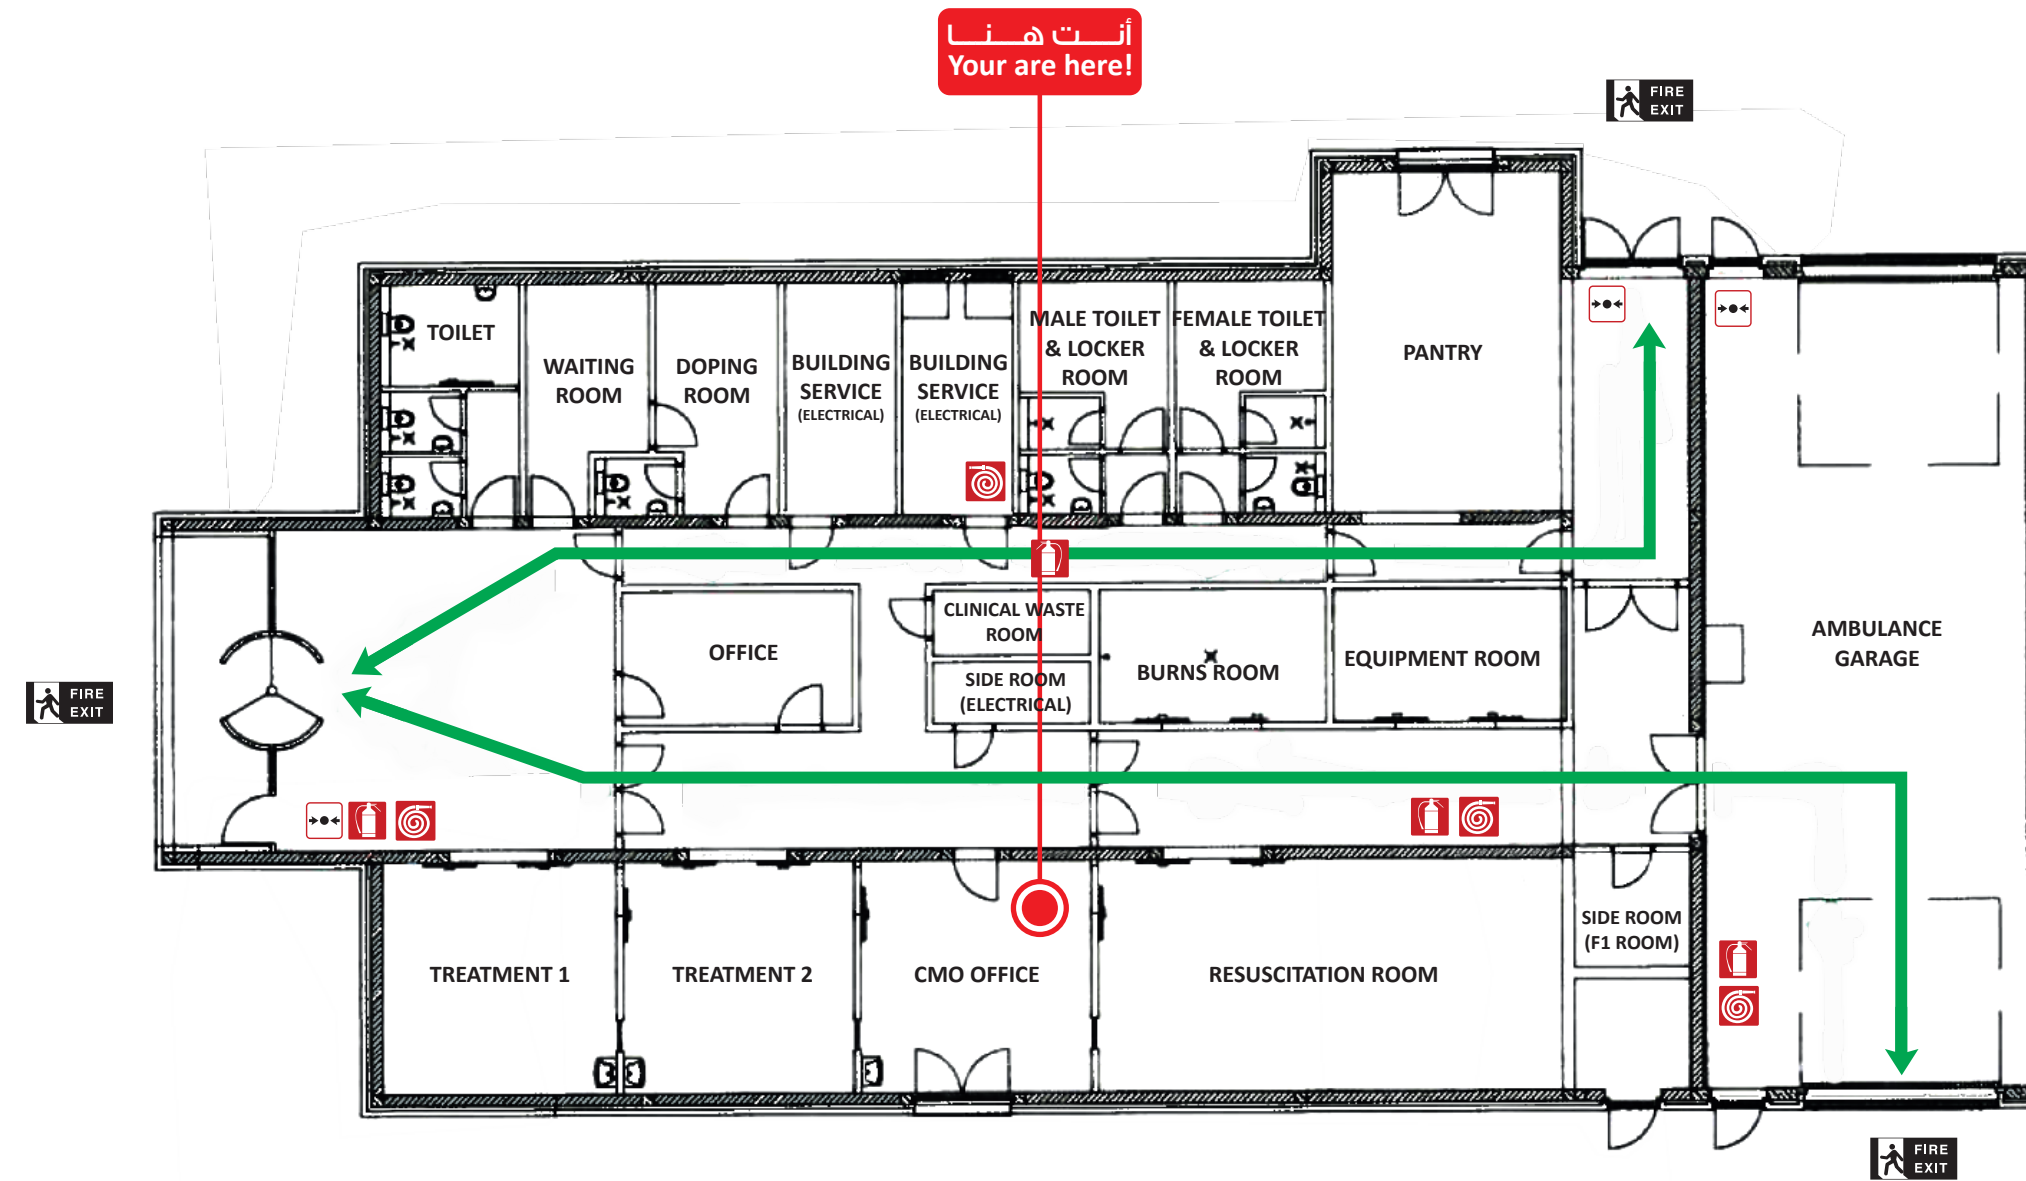 أنــــت هــنــــا
Your are here!
FIRE
EXIT
TOILET
WAITING
ROOM
DOPING
ROOM
BUILDING
SERVICE
(ELECTRICAL)
BUILDING
SERVICE
(ELECTRICAL)
MALE TOILET
& LOCKER
ROOM
FEMALE TOILET
& LOCKER
ROOM
PANTRY
OFFICE
CLINICAL WASTE
ROOM
SIDE ROOM
(ELECTRICAL)
BURNS ROOM
EQUIPMENT ROOM
AMBULANCE
GARAGE
FIRE
EXIT
TREATMENT 1
TREATMENT 2
CMO OFFICE
RESUSCITATION ROOM
SIDE ROOM
(F1 ROOM)
FIRE
EXIT